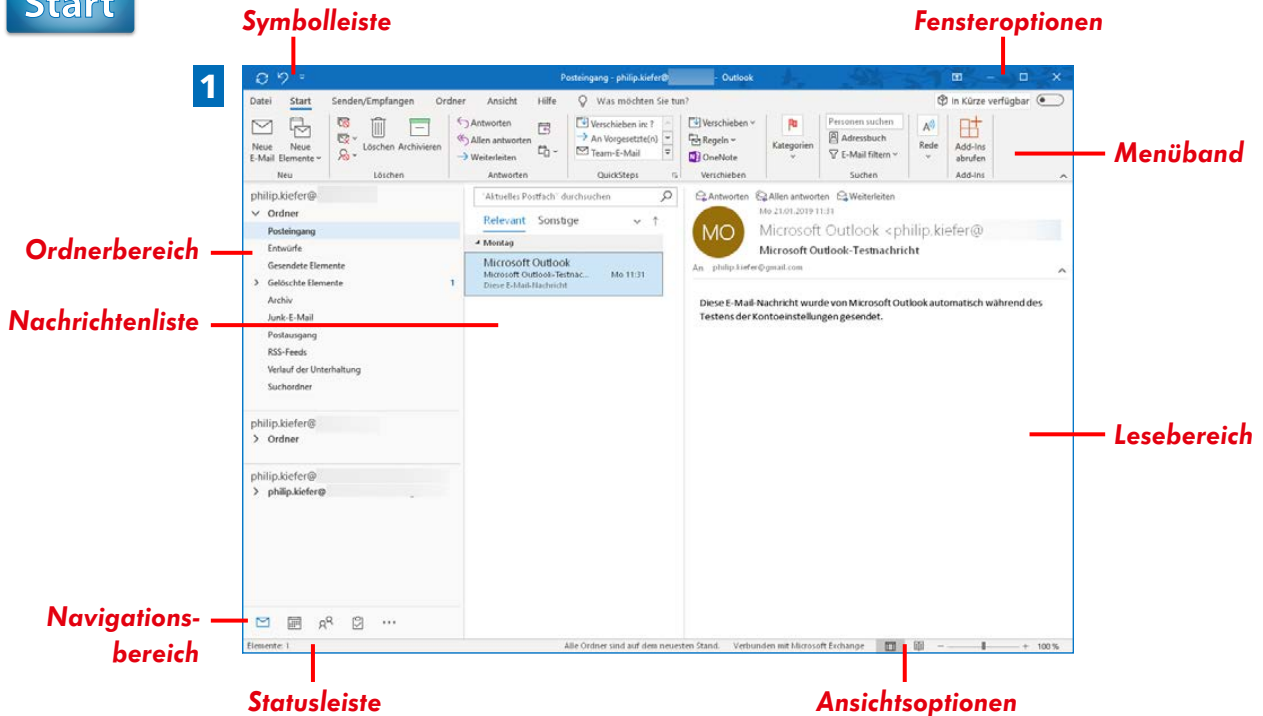 Start
Symbolleiste
Fensteroptionen
1
Posteingang - philip.kiefer@ - Outlook
Datei Start Senden/Empfangen Ordner Ansicht Hilfe Was möchten Sie tun? In Kürze verfügbar
Neue E-Mail
Neue Elemente
Löschen Archivieren
Antworten
Allen antworten
Weiterleiten
Verschieben in: ?
An Vorgesetzte(n)
Team-E-Mail
Verschieben
Regeln
OneNote
Kategorien
Personen suchen
Adressbuch
E-Mail filtern
Rede
Add-Ins abrufen
Neu Löschen Antworten QuickSteps Verschieben Suchen Add-Ins
Menüband
philip.kiefer@
Ordner
Posteingang
Entwürfe
Gesendete Elemente
Gelöschte Elemente 1
Archiv
Junk-E-Mail
Postausgang
RSS-Feeds
Verlauf der Unterhaltung
Suchordner
philip.kiefer@
Ordner
philip.kiefer@
philip.kiefer@
Ordnerbereich
Nachrichtenliste
"Aktuelles Postfach" durchsuchen
Relevant Sonstige
Montag
Microsoft Outlook
Microsoft Outlook-Testnac... Mo 11:31
Diese E-Mail-Nachricht
Antworten Allen antworten Weiterleiten
Mo 21.01.2019 11:31
MO
Microsoft Outlook <philip.kiefer@
Microsoft Outlook-Testnachricht
An philip.kiefer@gmail.com
Diese E-Mail-Nachricht wurde von Microsoft Outlook automatisch während des
Testens der Kontoeinstellungen gesendet.
Lesebereich
Navigations-
bereich
Elemente: 1 Alle Ordner sind auf dem neuesten Stand. Verbunden mit Microsoft Exchange 100 %
Statusleiste
Ansichtsoptionen